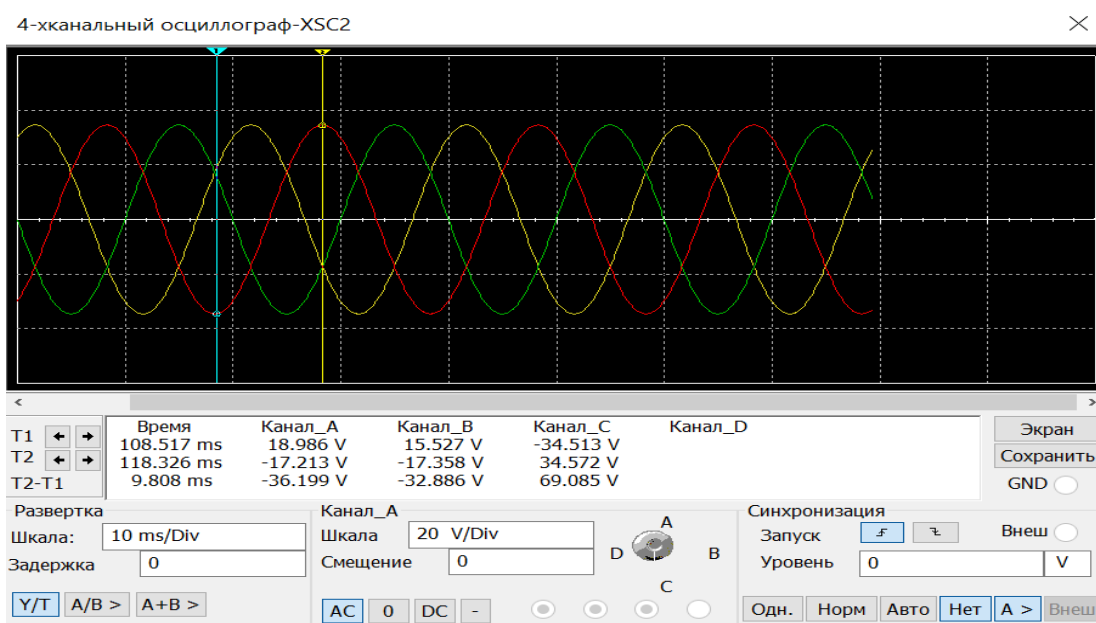 4-хканальный осциллограф-XSC2
1 2
Время Канал_A Канал_B Канал_C Канал_D
T1 108.517 ms 18.986 V 15.527 V -34.513 V
T2 118.326 ms -17.213 V -17.358 V 34.572 V
T2-T1 9.808 ms -36.199 V -32.886 V 69.085 V
Экран
Сохранить
GND
Развертка
Шкала: 10 ms/Div
Задержка 0
Y/T A/B > A+B >
Канал_A
Шкала 20 V/Div
Смещение 0
AC 0 DC -
A
D B
C
Синхронизация
Запуск Внеш
Уровень 0 V
Одн. Норм Авто Нет A > Внеш